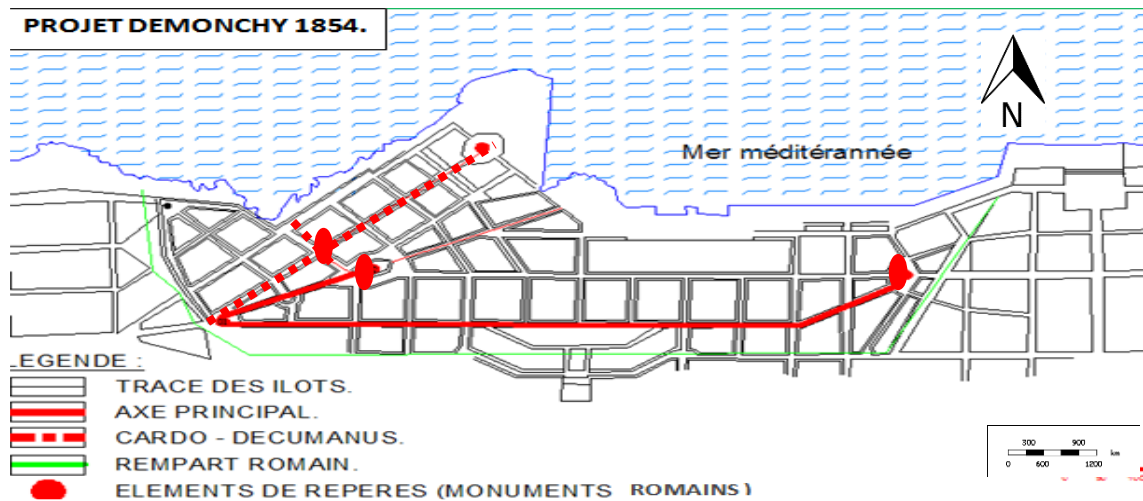 PROJET DEMONCHY 1854.
N
Mer méditérannée
LEGENDE :
TRACE DES ILOTS.
AXE PRINCIPAL.
CARDO - DECUMANUS.
REMPART ROMAIN.
ELEMENTS DE REPERES (MONUMENTS ROMAINS)
300 900
km
0 600 1200